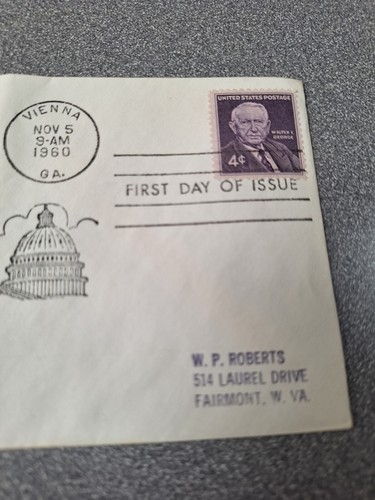 VIENNA
NOV 5
9-AM
1960
GA.
UNITED STATES POSTAGE
WALTER F.
GEORGE
4¢
FIRST DAY OF ISSUE
W. P. ROBERTS
514 LAUREL DRIVE
FAIRMONT, W. VA.